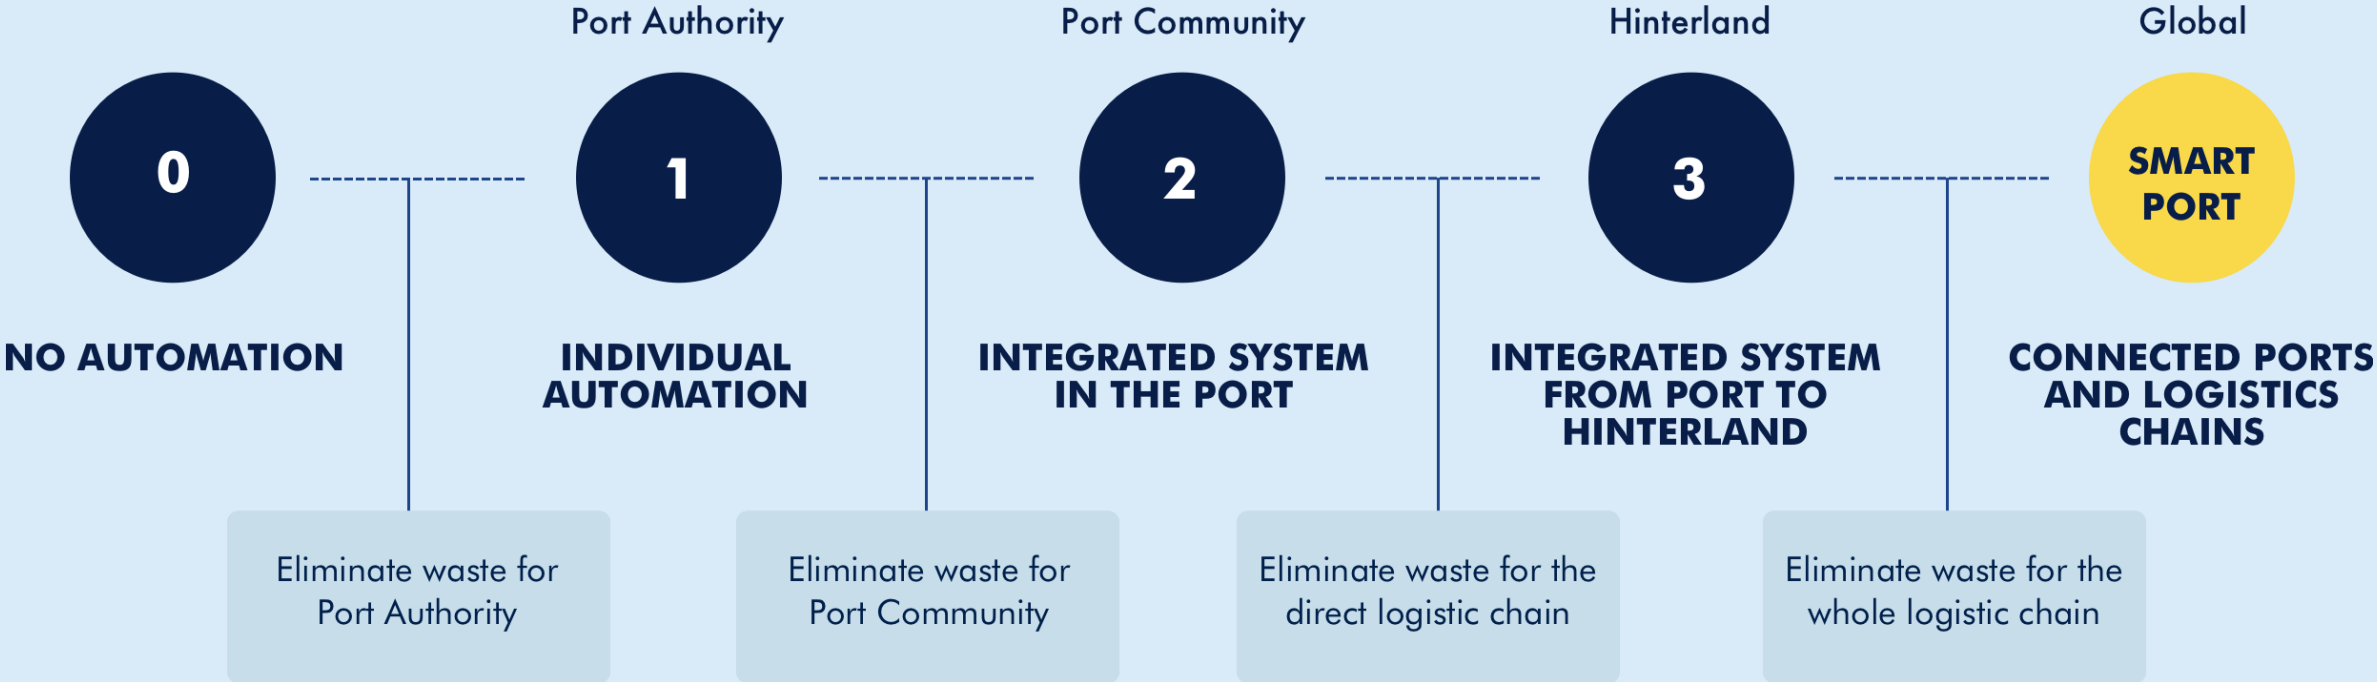 Port Authority
Port Community
Hinterland
Global
0
1
2
3
SMART
PORT
NO AUTOMATION
INDIVIDUAL
AUTOMATION
INTEGRATED SYSTEM
IN THE PORT
INTEGRATED SYSTEM
FROM PORT TO
HINTERLAND
CONNECTED PORTS
AND LOGISTICS
CHAINS
Eliminate waste for
Port Authority
Eliminate waste for
Port Community
Eliminate waste for the
direct logistic chain
Eliminate waste for the
whole logistic chain